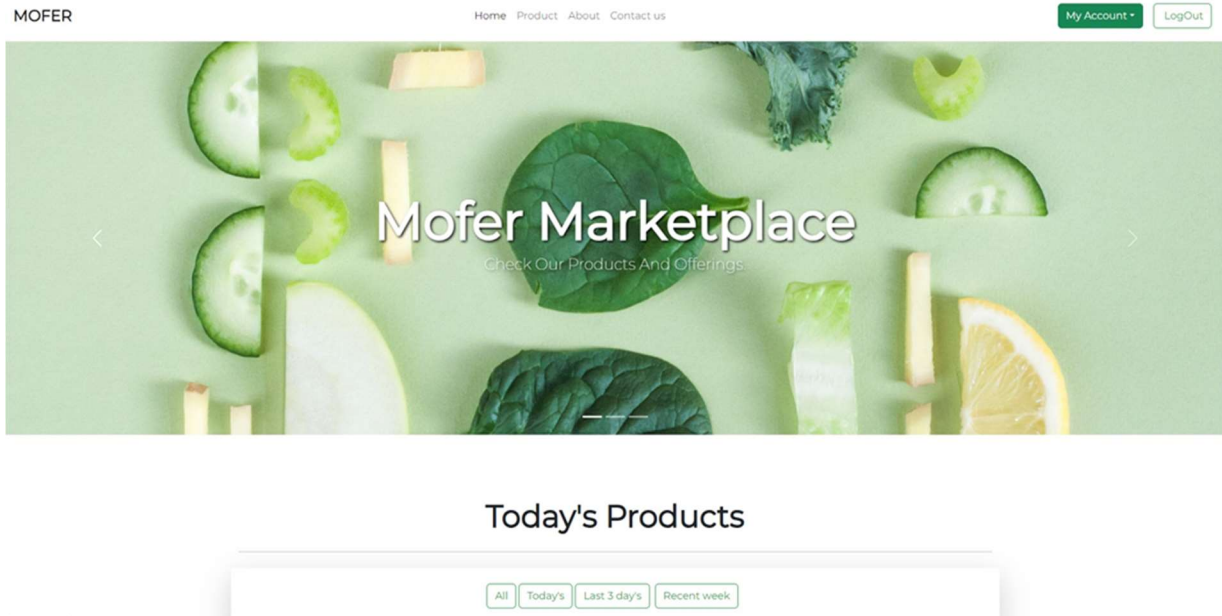 MOFER
Home Product About Contact us
My Account LogOut
Mofer Marketplace
Check Our Products And Offerings.
Today's Products
All Today's Last 3 day's Recent week